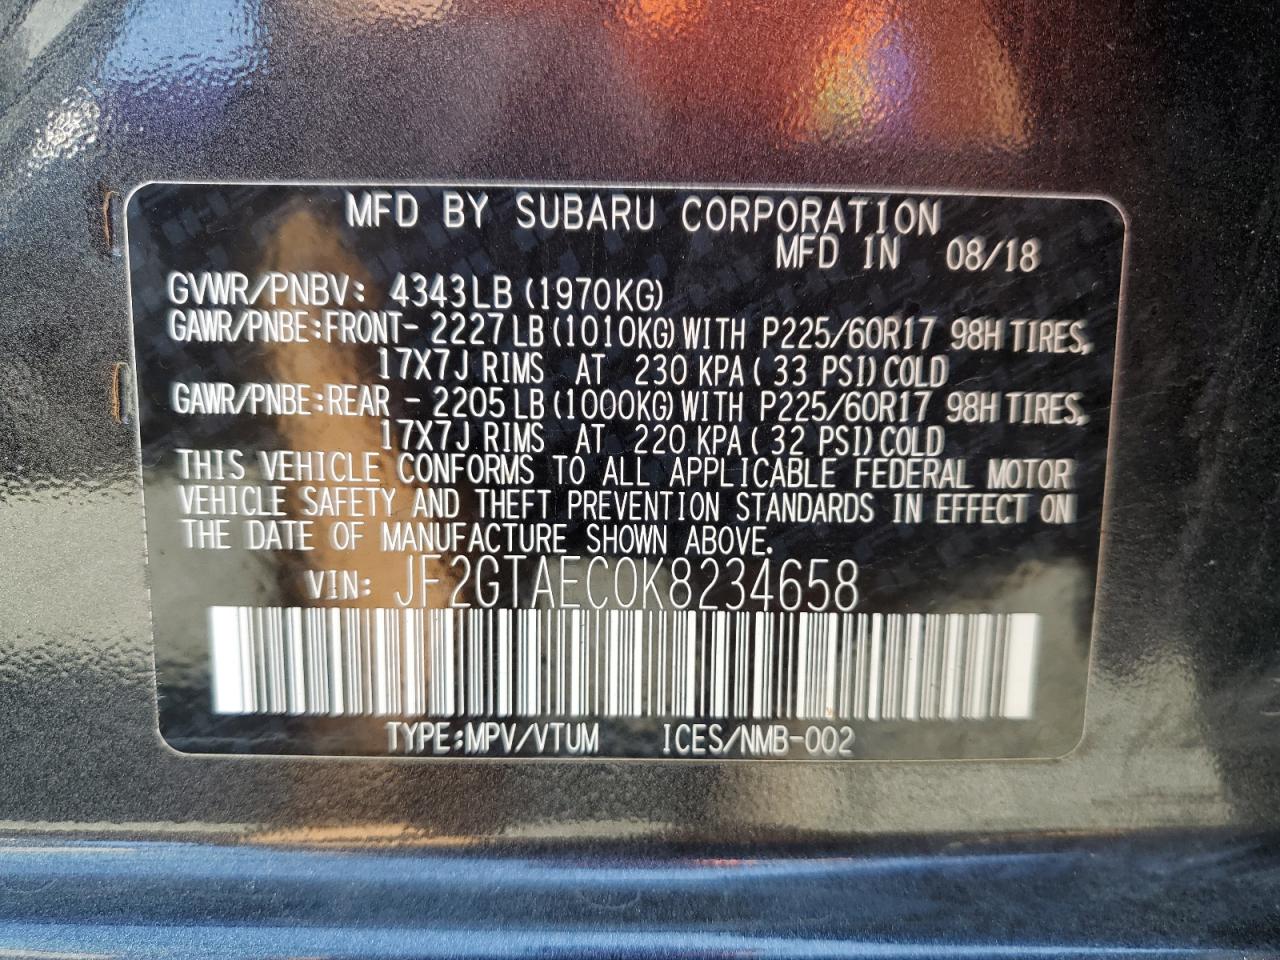 MFD BY SUBARU CORPORATION
MFD IN 08/18
GVWR/PNBV: 4343LB (1970KG)
GAWR/PNBE:FRONT- 2227LB (1010KG) WITH P225/60R17 98H TIRES,
17X7J RIMS AT 230 KPA ( 33 PSI) COLD
GAWR/PNBE:REAR - 2205LB (1000KG) WITH P225/60R17 98H TIRES,
17X7J RIMS AT 220 KPA ( 32 PSI) COLD
THIS VEHICLE CONFORMS TO ALL APPLICABLE FEDERAL MOTOR
VEHICLE SAFETY AND THEFT PREVENTION STANDARDS IN EFFECT ON
THE DATE OF MANUFACTURE SHOWN ABOVE.
VIN: JF2GTAEC0K8234658
TYPE:MPV/VTUM ICES/NMB-002